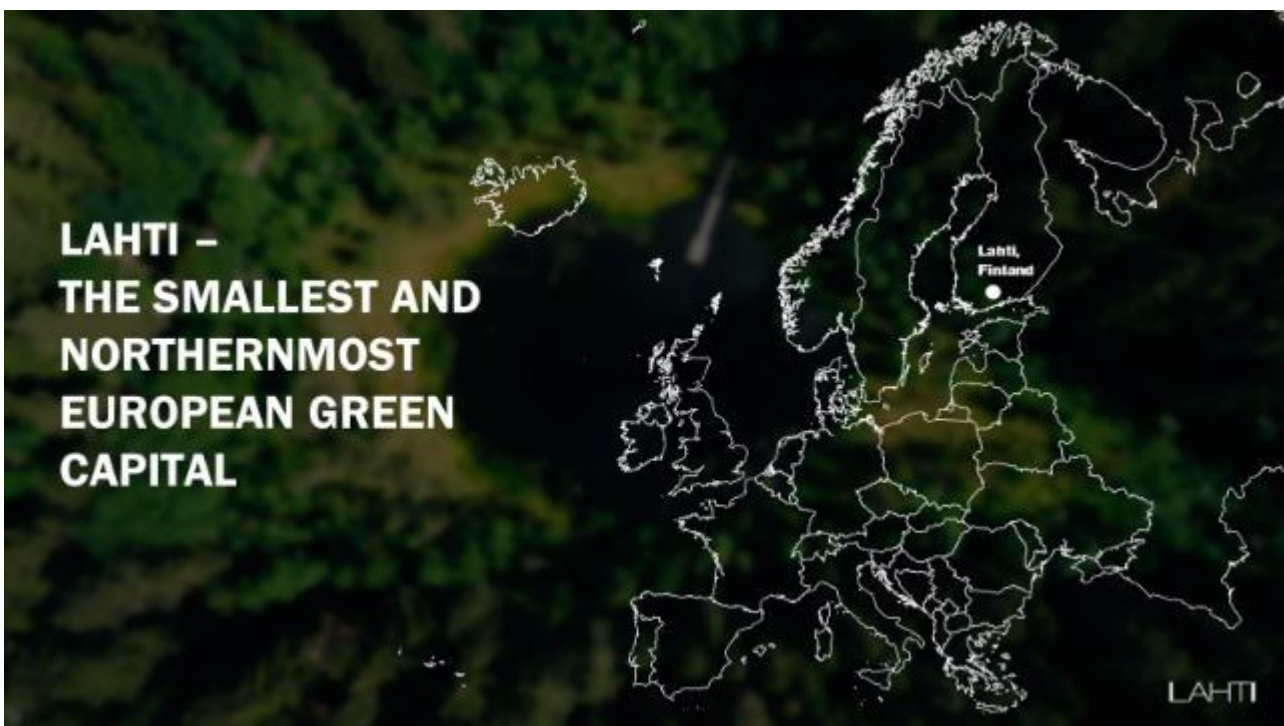 LAHTI –
THE SMALLEST AND
NORTHERNMOST
EUROPEAN GREEN
CAPITAL
Lahti,
Finland
LAHTI